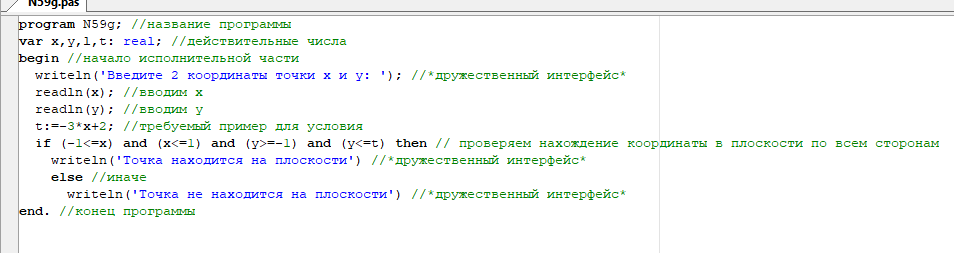 N59g.pas
program N59g; //название программы
var x,y,l,t: real; //действительные числа
begin //начало исполнительной части
writeln('Введите 2 координаты точки x и y: '); //*дружественный интерфейс*
readln(x); //вводим x
readln(y); //вводим y
t:=-3*x+2; //требуемый пример для условия
if (-1<=x) and (x<=1) and (y>=-1) and (y<=t) then // проверяем нахождение координаты в плоскости по всем сторонам
writeln('Точка находится на плоскости') //*дружественный интерфейс*
else //иначе
writeln('Точка не находится на плоскости') //*дружественный интерфейс*
end. //конец программы